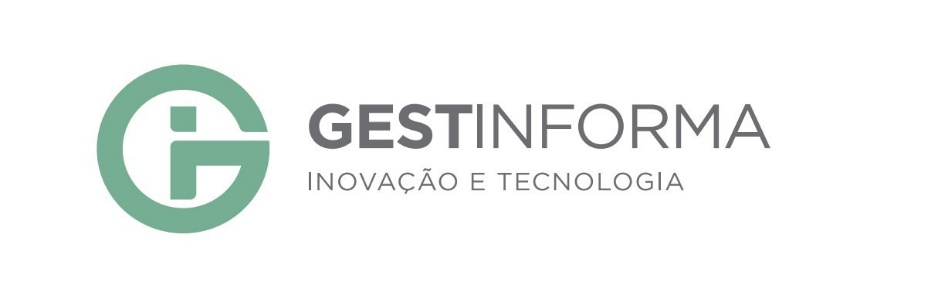 GESTINFORMA
INOVAÇÃO E TECNOLOGIA